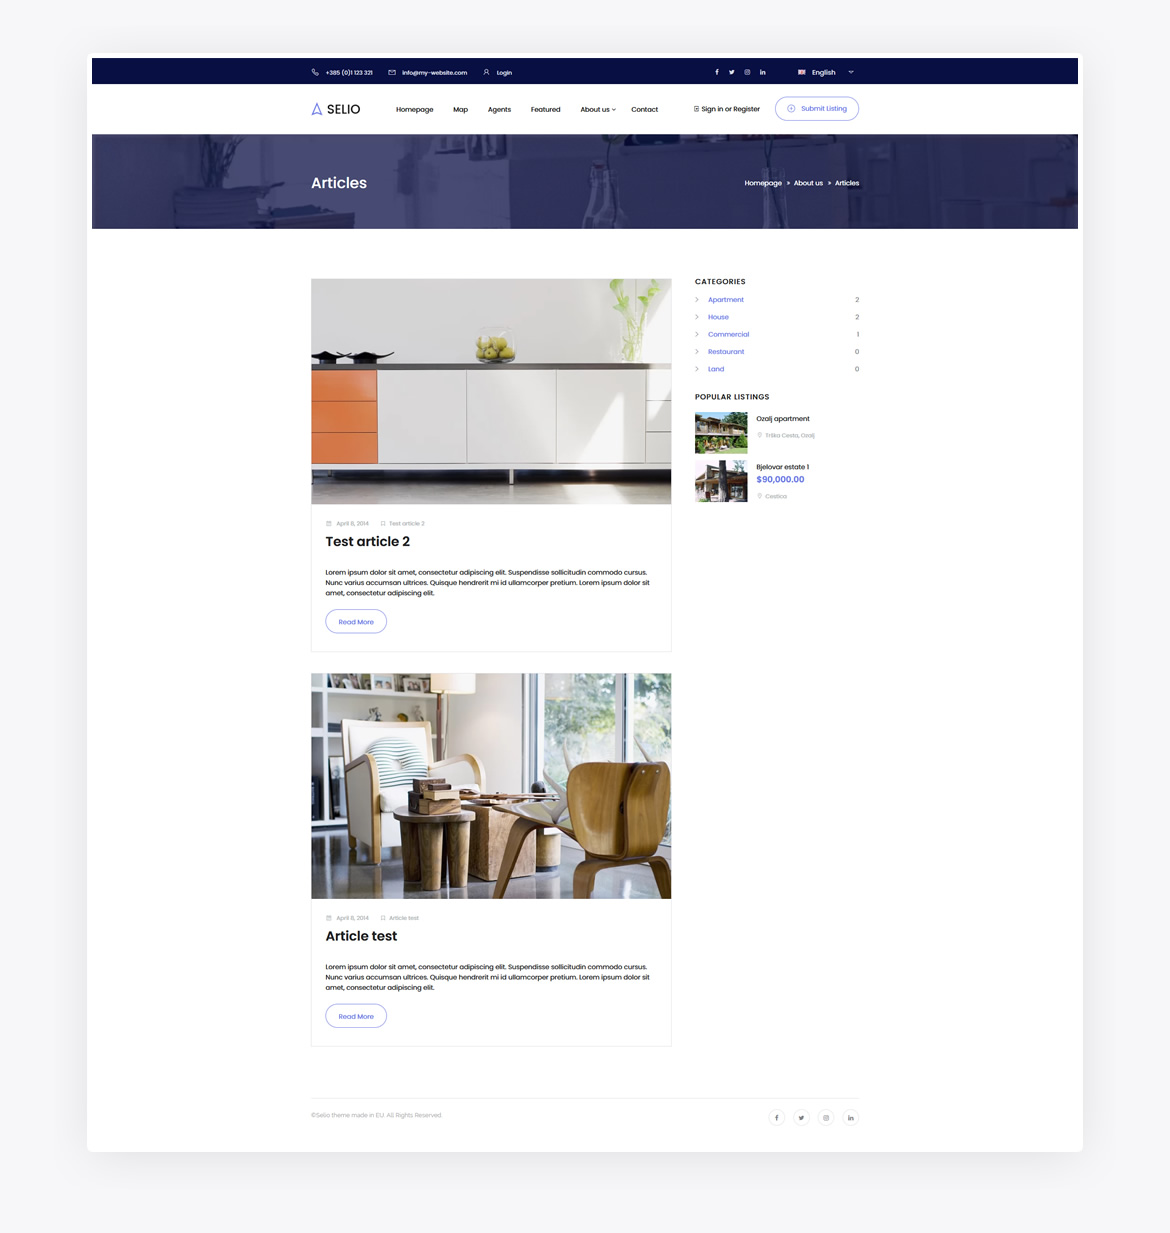 +385 (0)1 123 321 info@my-website.com Login English
SELIO Homepage Map Agents Featured About us Contact Sign in or Register Submit Listing
Articles
Homepage » About us » Articles
April 8, 2014 Test article 2
Test article 2
Lorem ipsum dolor sit amet, consectetur adipiscing elit. Suspendisse sollicitudin commodo cursus.
Nunc varius accumsan ultrices. Quisque hendrerit mi id ullamcorper pretium. Lorem ipsum dolor sit
amet, consectetur adipiscing elit.
Read More
April 8, 2014 Article test
Article test
Lorem ipsum dolor sit amet, consectetur adipiscing elit. Suspendisse sollicitudin commodo cursus.
Nunc varius accumsan ultrices. Quisque hendrerit mi id ullamcorper pretium. Lorem ipsum dolor sit
amet, consectetur adipiscing elit.
Read More
CATEGORIES
Apartment 2
House 2
Commercial 1
Restaurant 0
Land 0
POPULAR LISTINGS
Ozalj apartment
Trška Cesta, Ozalj
Bjelovar estate 1
$90,000.00
Cestica
©Selio theme made in EU. All Rights Reserved.